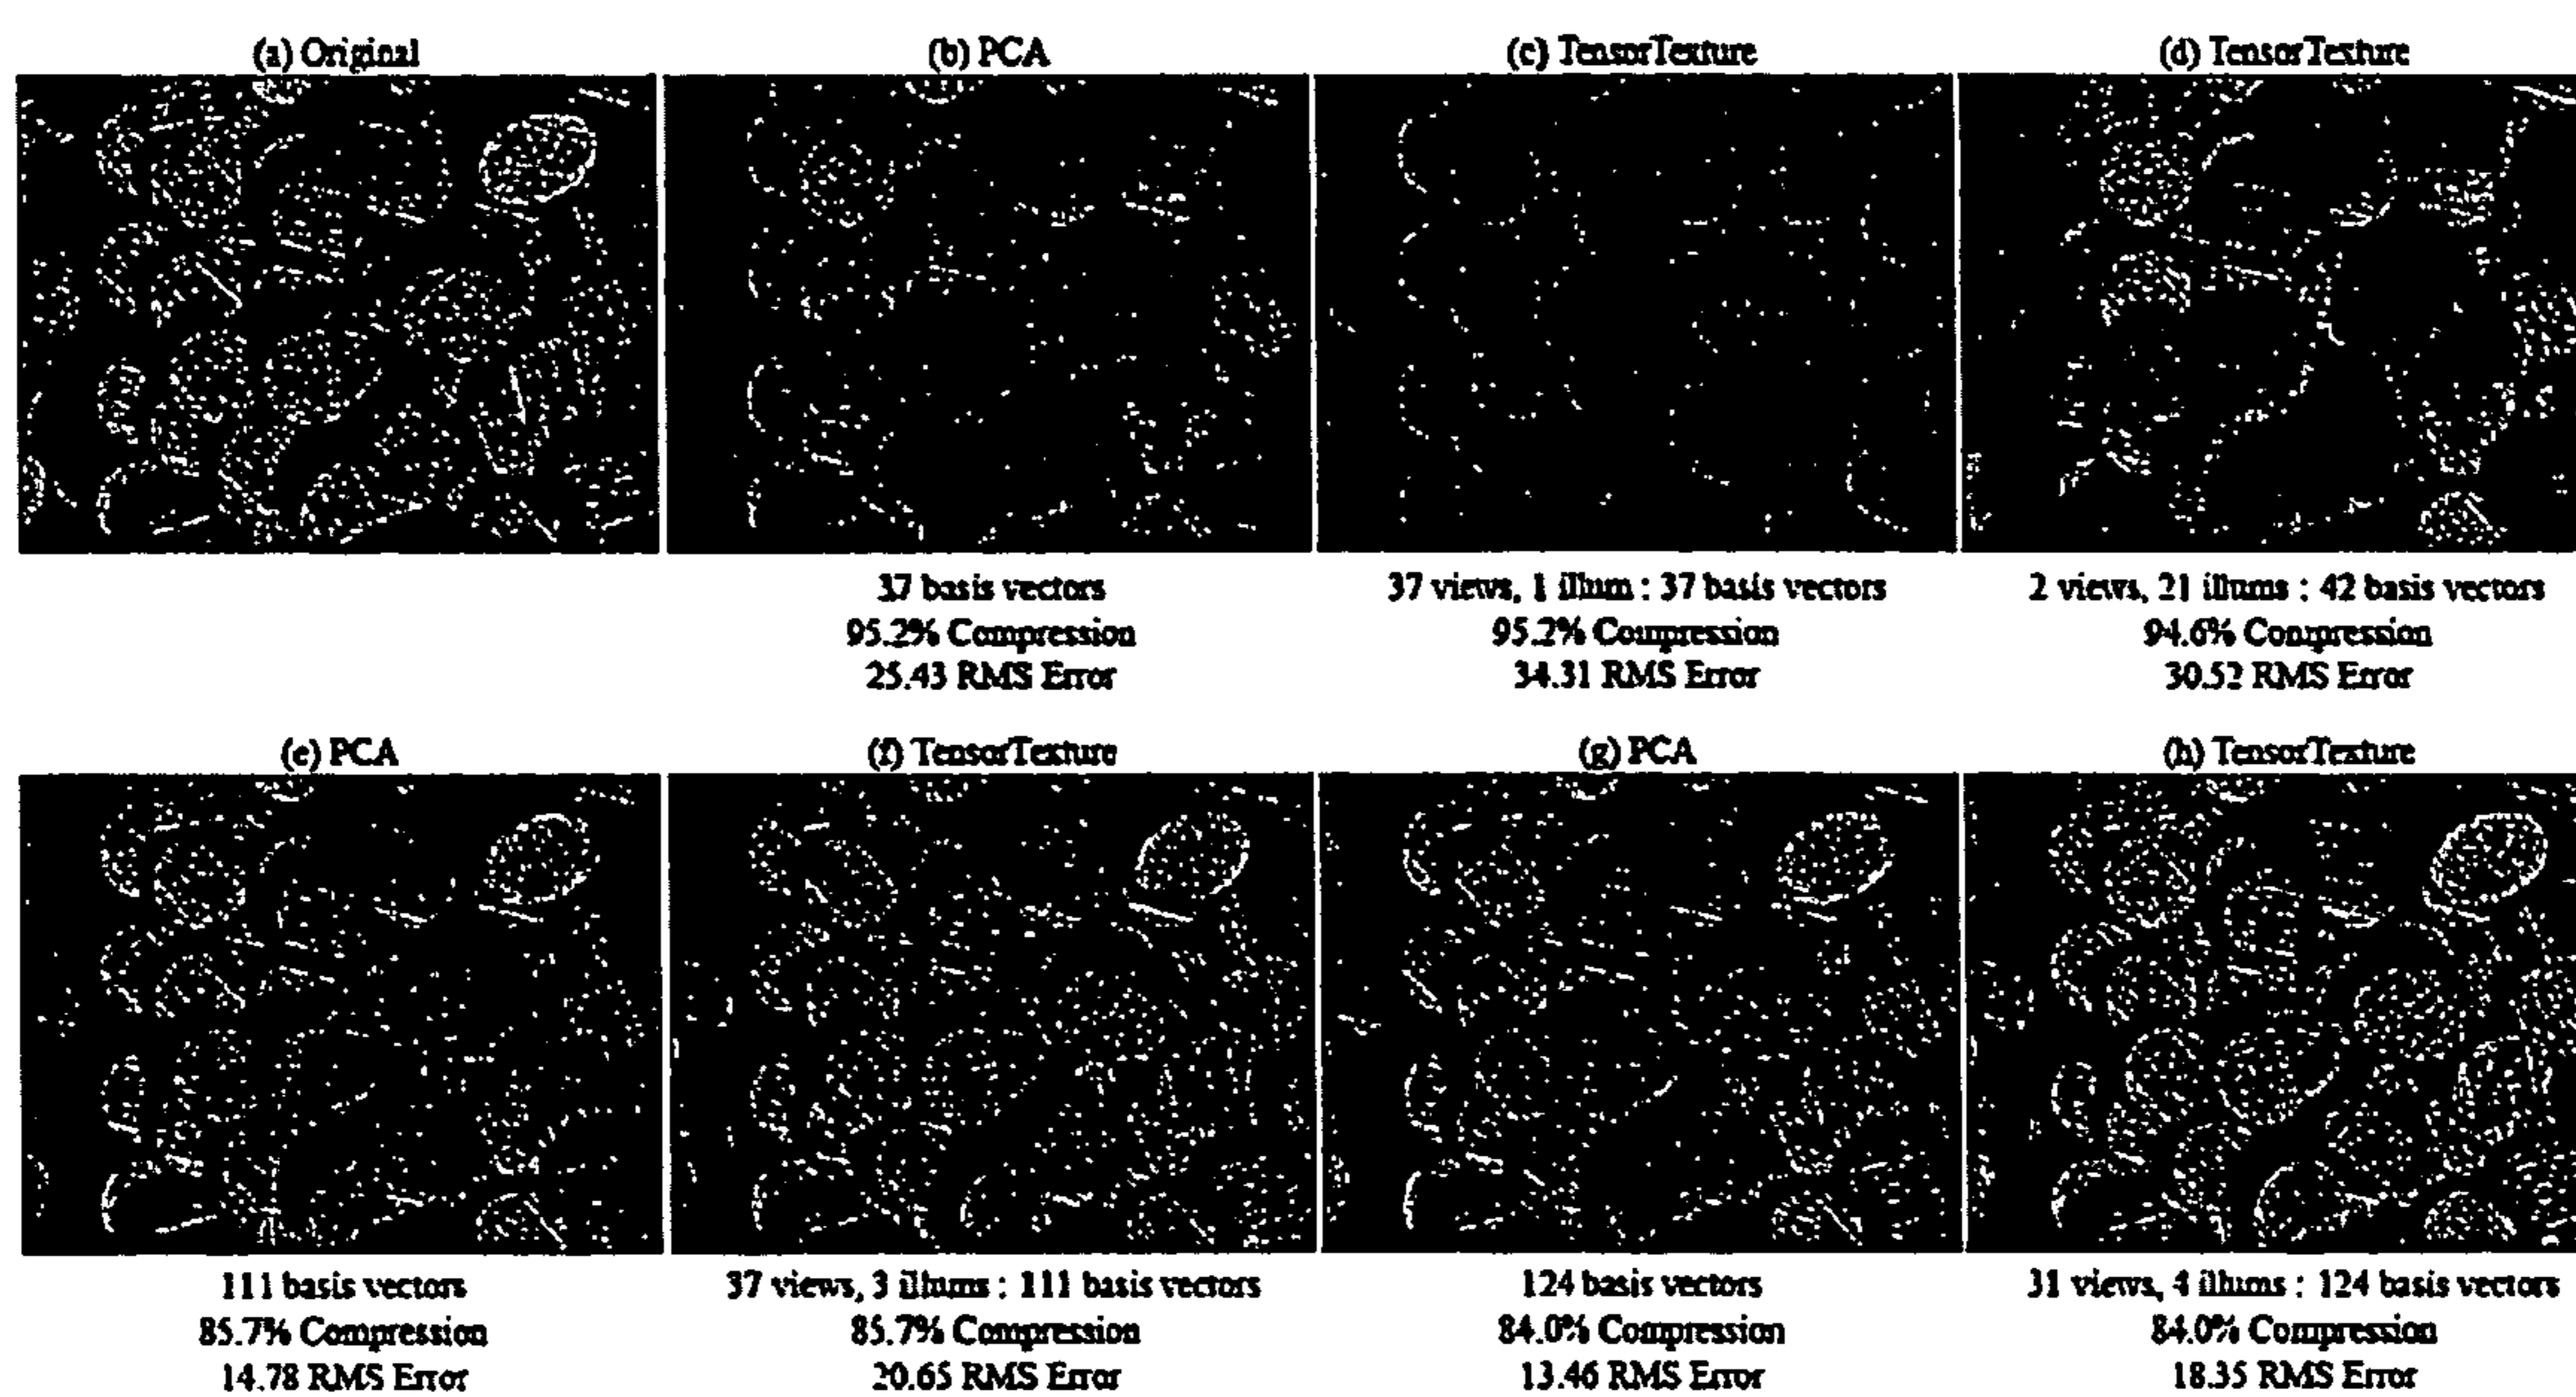 (a) Original
(b) PCA
(c) TensorTexture
(d) TensorTexture
37 basis vectors
95.2% Compression
25.43 RMS Error
37 views, 1 illum : 37 basis vectors
95.2% Compression
34.31 RMS Error
2 views, 21 illums : 42 basis vectors
94.6% Compression
30.52 RMS Error
(e) PCA
(f) TensorTexture
(g) PCA
(h) TensorTexture
111 basis vectors
85.7% Compression
14.78 RMS Error
37 views, 3 illums : 111 basis vectors
85.7% Compression
20.65 RMS Error
124 basis vectors
84.0% Compression
13.46 RMS Error
31 views, 4 illums : 124 basis vectors
84.0% Compression
18.35 RMS Error